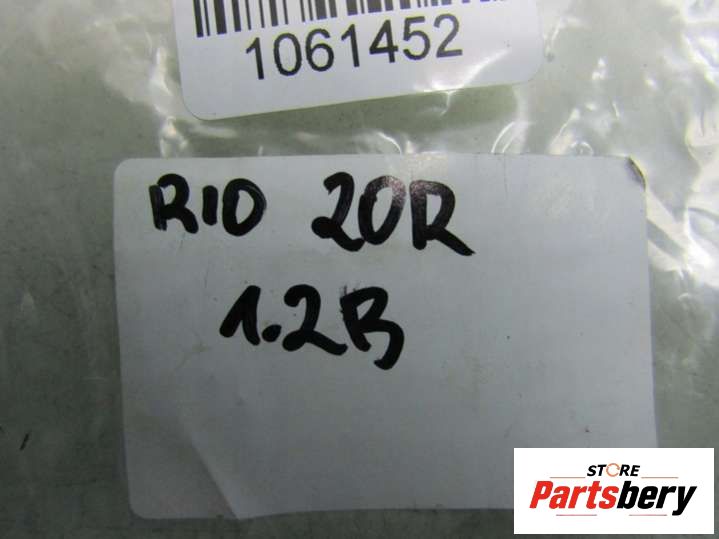 1061452
RIO 20R
1.2B
STORE
Partsbery